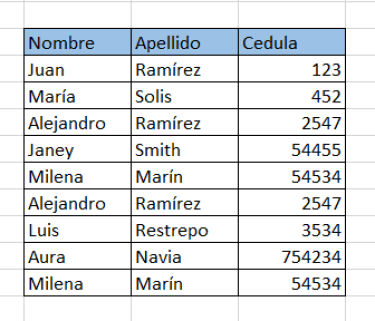 Nombre Apellido Cedula
Juan Ramírez 123
María Solis 452
Alejandro Ramírez 2547
Janey Smith 54455
Milena Marín 54534
Alejandro Ramírez 2547
Luis Restrepo 3534
Aura Navia 754234
Milena Marín 54534